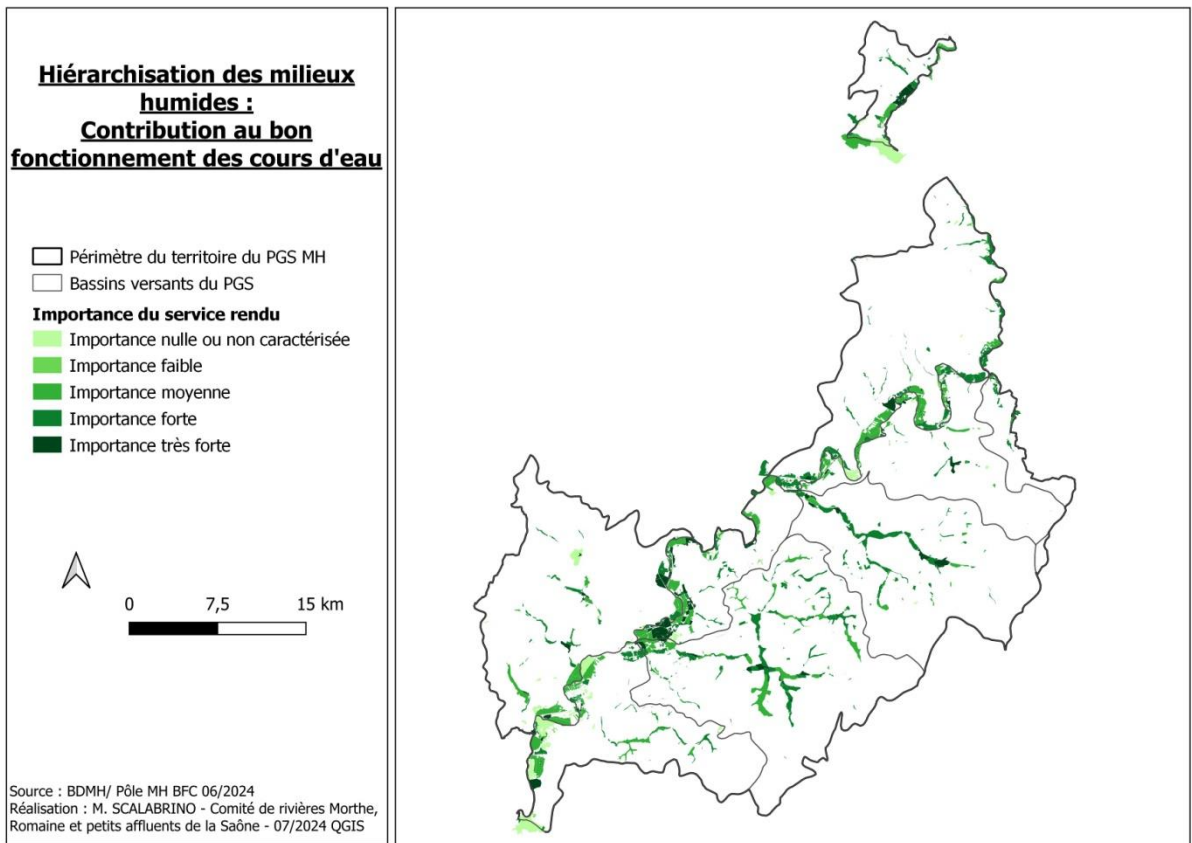 Hiérarchisation des milieux
humides :
Contribution au bon
fonctionnement des cours d'eau
Périmètre du territoire du PGS MH
Bassins versants du PGS
Importance du service rendu
Importance nulle ou non caractérisée
Importance faible
Importance moyenne
Importance forte
Importance très forte
0 7,5 15 km
Source : BDMH/ Pôle MH BFC 06/2024
Réalisation : M. SCALABRINO - Comité de rivières Morthe,
Romaine et petits affluents de la Saône - 07/2024 QGIS